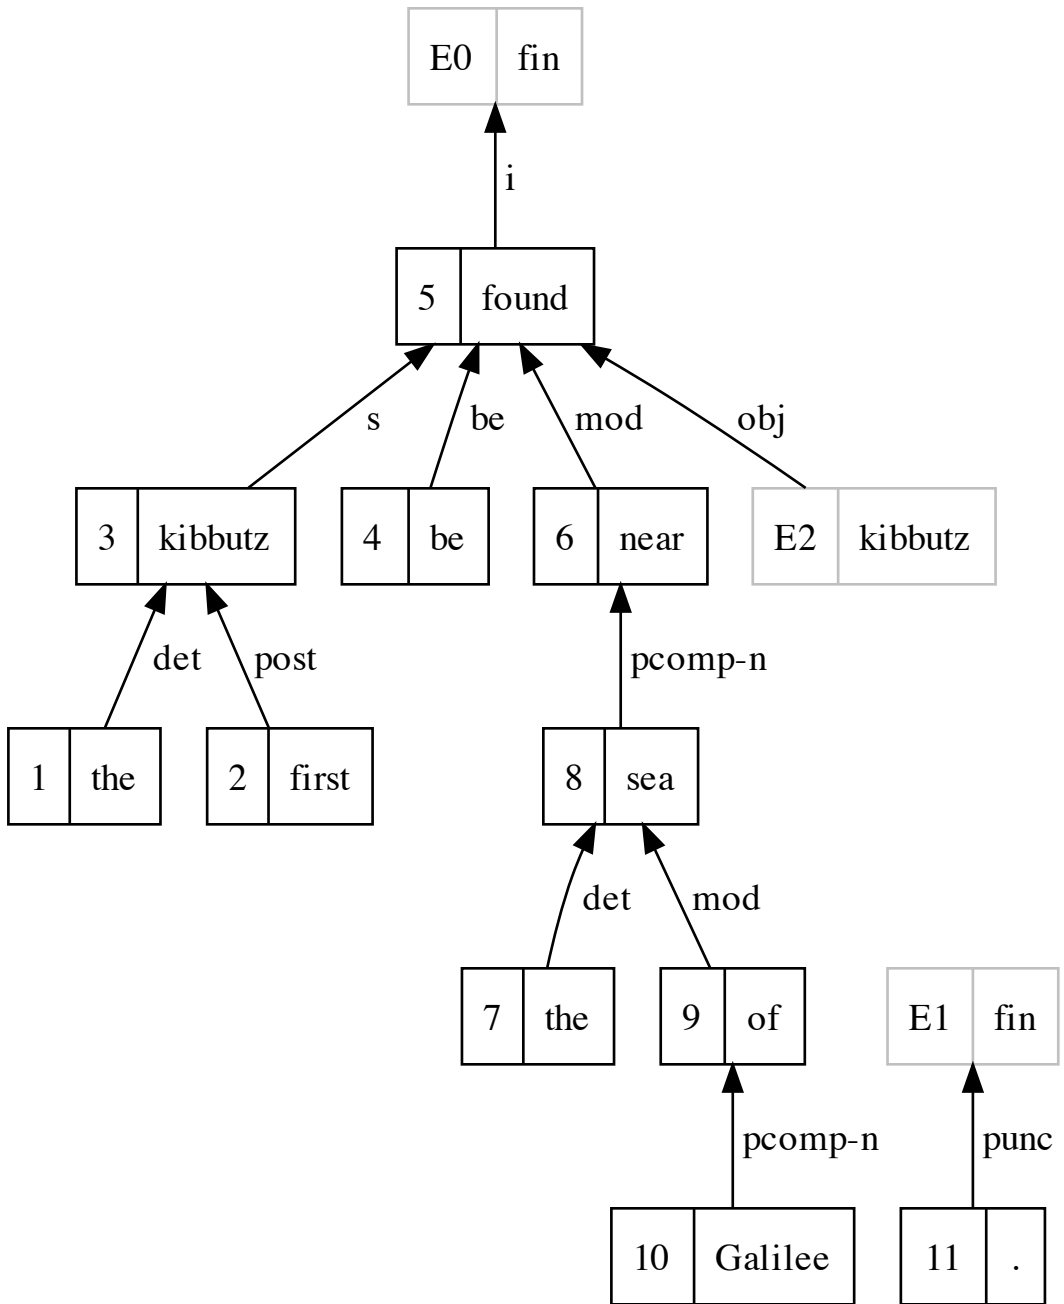 E0 fin
i
5 found
s be mod obj
3 kibbutz 4 be 6 near E2 kibbutz
det post pcomp-n
1 the 2 first 8 sea
det mod
7 the 9 of E1 fin
pcomp-n punc
10 Galilee 11 .